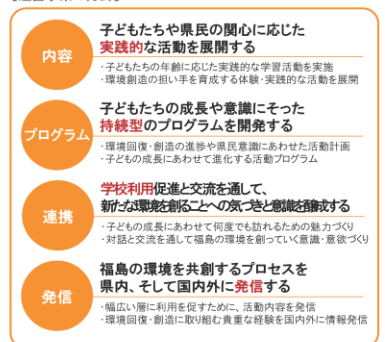 内容
子どもたちや県民の関心に応じた
実践的な活動を展開する
・子どもたちの年齢に応じた実践的な学習活動を実施
・環境創造の担い手を育成する体験・実践的な活動を展開
プログラム
子どもたちの成長や意識にそった
持続型のプログラムを開発する
・環境回復・創造の進捗や県民意識にあわせた活動計画
・子どもの成長にあわせて進化する活動プログラム
連携
学校利用促進と交流を通して、
新たな環境を創ることへの気づきと意識を醸成する
・子どもの成長にあわせて何度でも訪れるための魅力づくり
・対話と交流を通して福島の環境を創っていく意識・意欲づくり
発信
福島の環境を共創するプロセスを
県内、そして国内外に発信する
・幅広い層に利用を促すために、活動内容を発信
・環境回復・創造に取り組む貴重な経験を国内外に情報発信